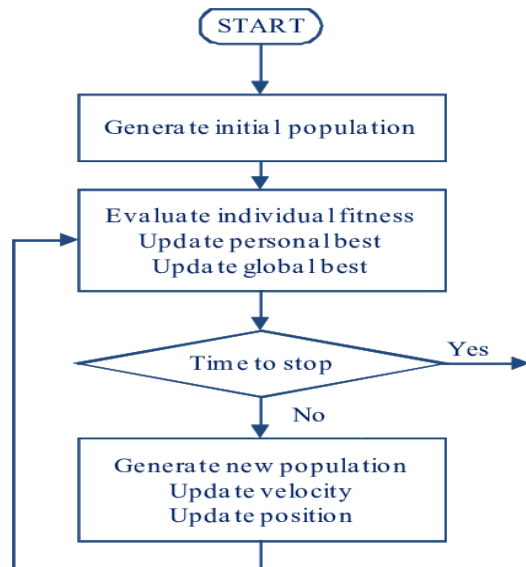 START
Generate initial population
Evaluate individual fitness
Update personal best
Update global best
Time to stop
Yes
No
Generate new population
Update velocity
Update position